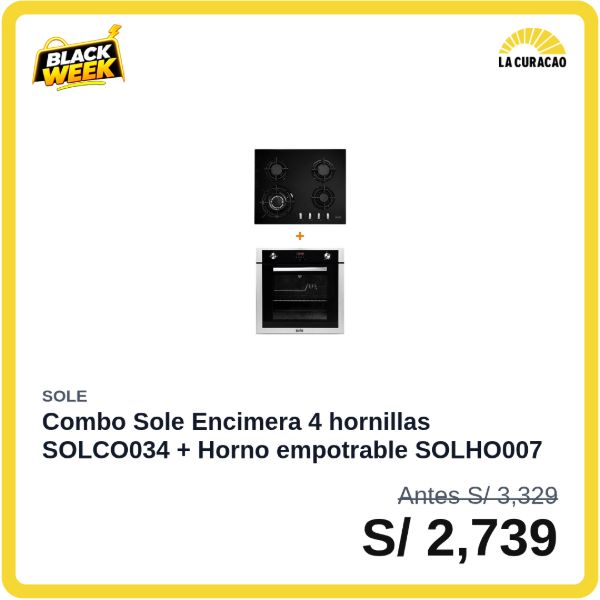 BLACK
WEEK
LA CURACAO
+
SOLE
Combo Sole Encimera 4 hornillas
SOLCO034 + Horno empotrable SOLHO007
Antes S/ 3,329
S/ 2,739